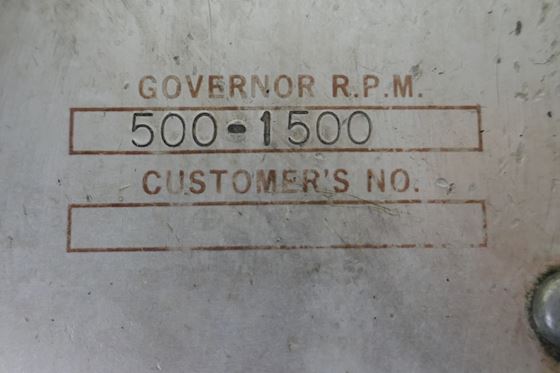 GOVERNOR R.P.M.
500-1500
CUSTOMER'S NO.